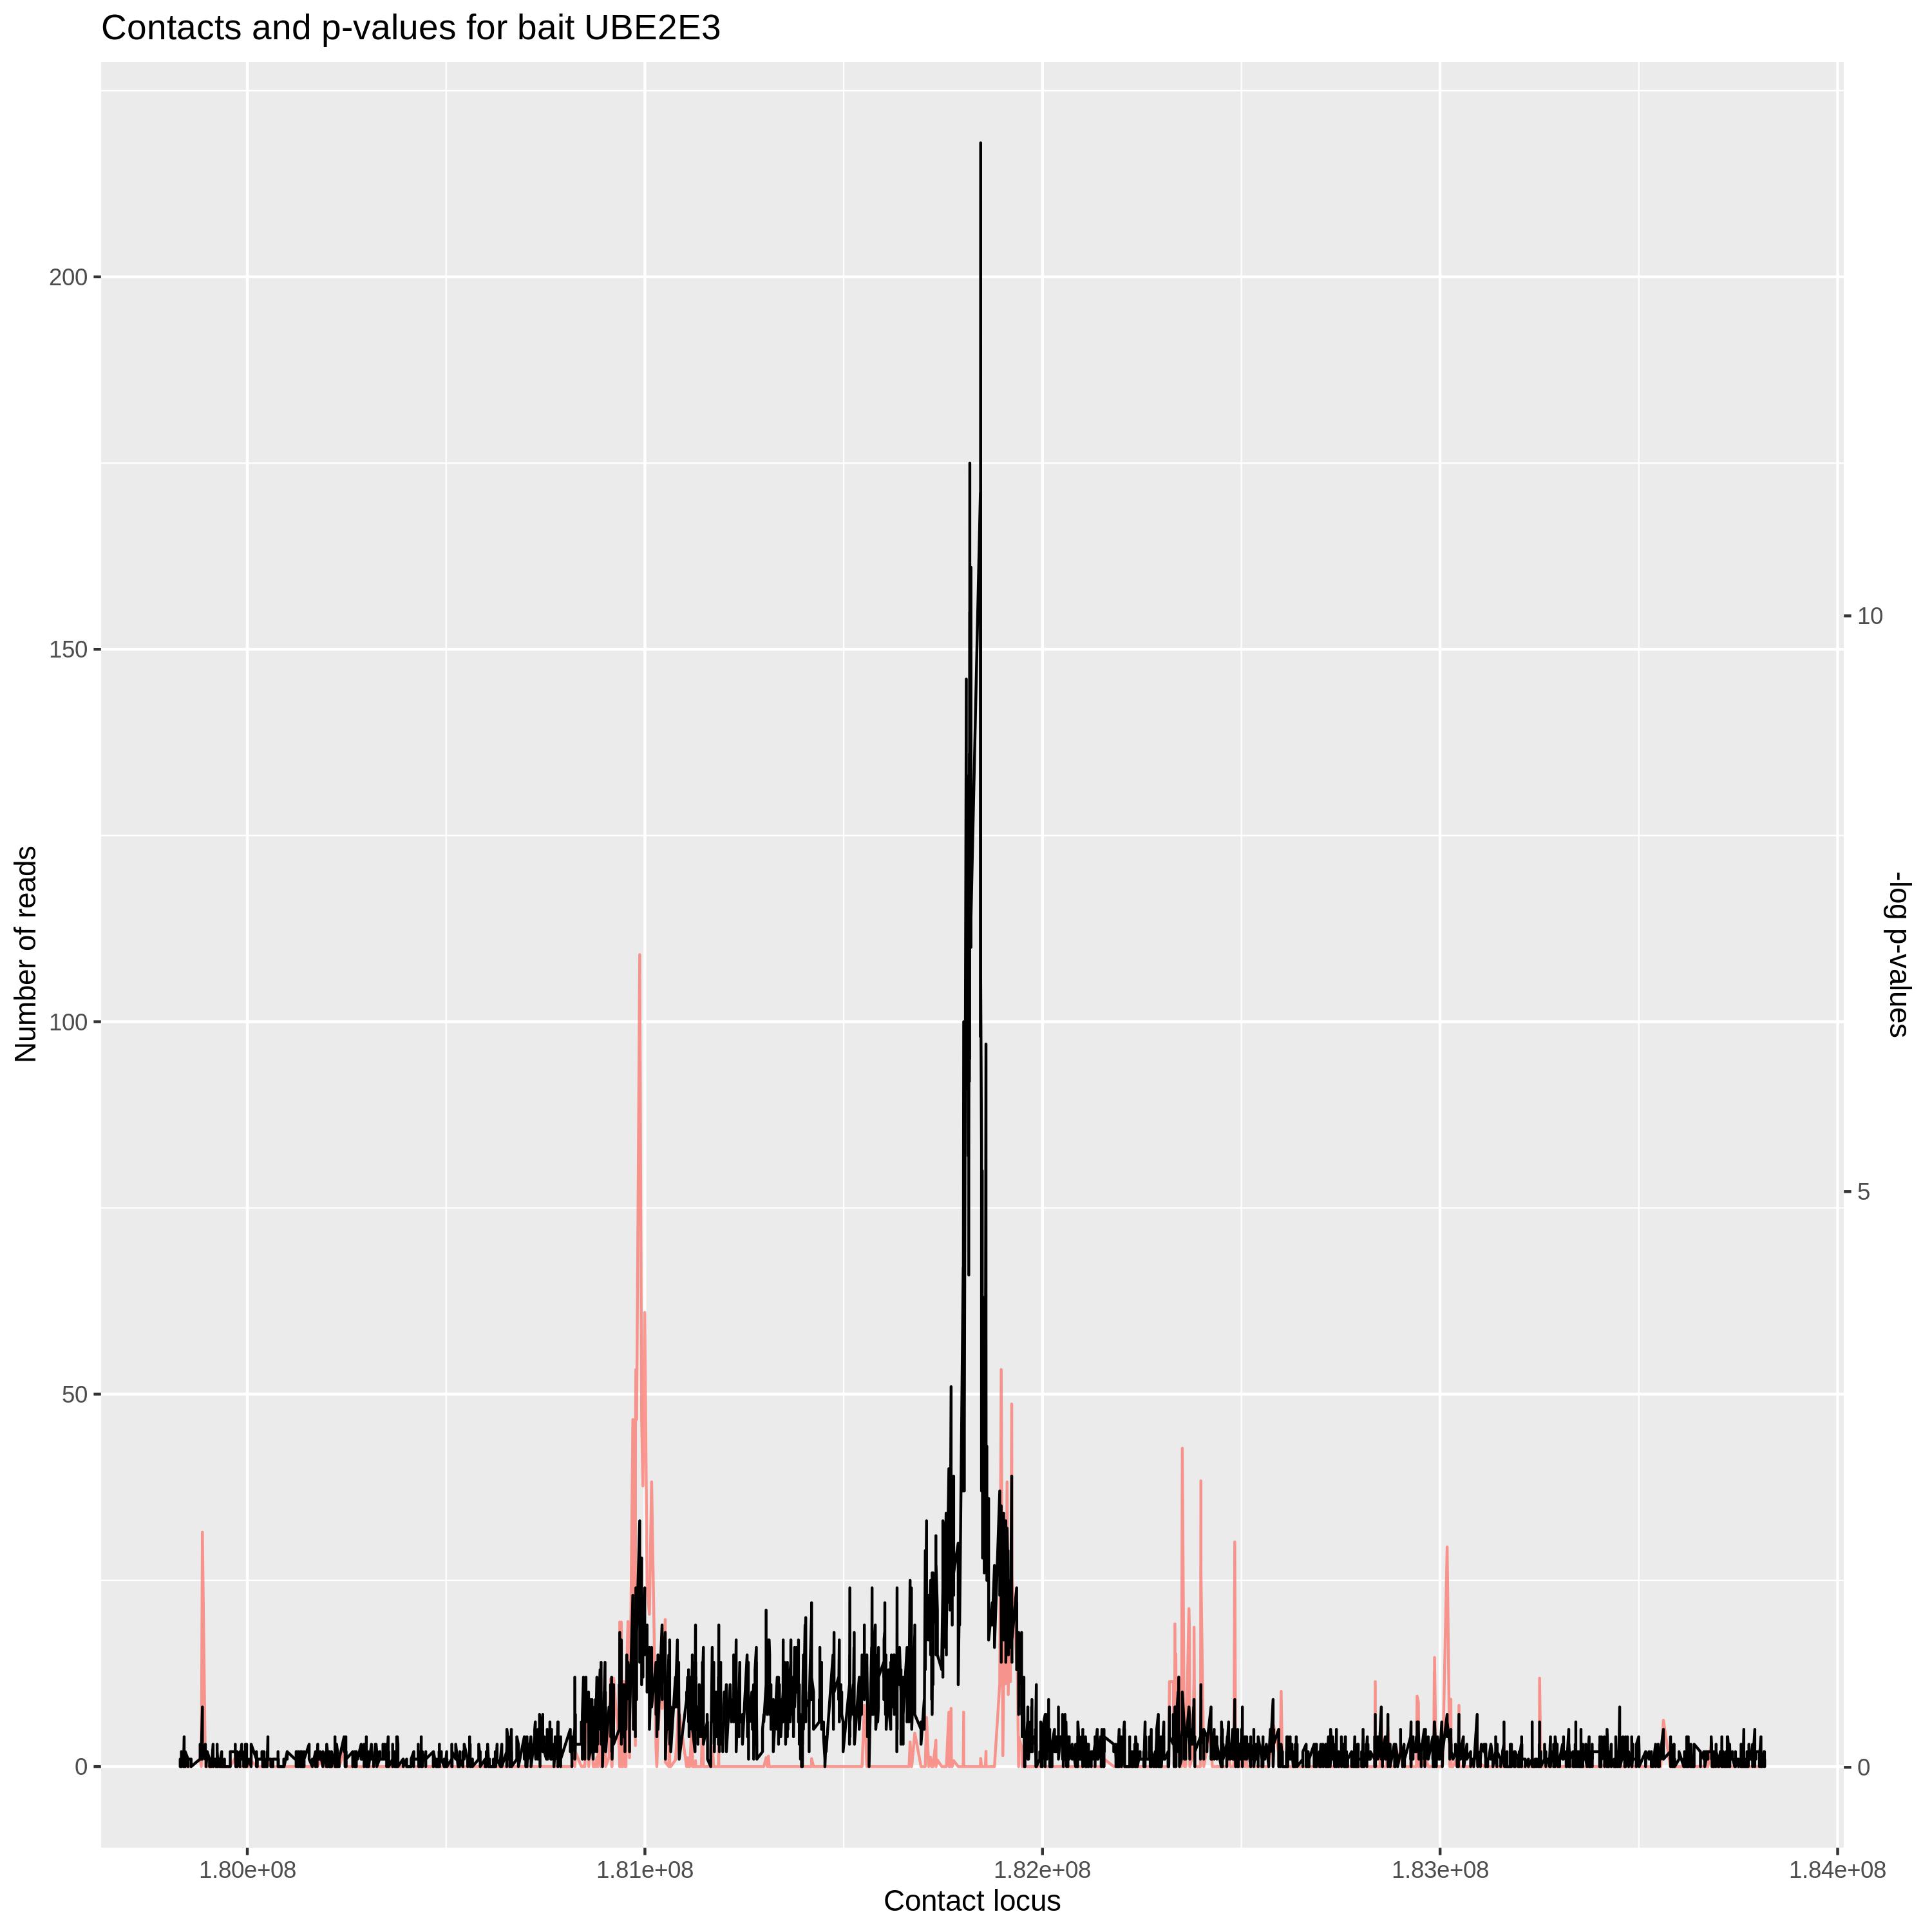 Contacts and p-values for bait UBE2E3
Number of reads
200
150
100
50
0
10
5
0
-log p-values
1.80e+08
1.81e+08
1.82e+08
1.83e+08
1.84e+08
Contact locus